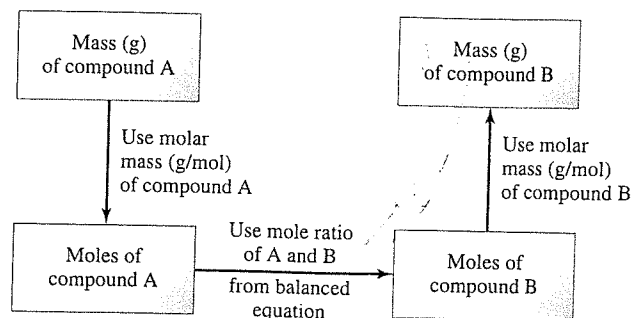 Mass (g)
of compound A
Mass (g)
of compound B
Use molar
mass (g/mol)
of compound A
Use molar
mass (g/mol)
of compound B
Moles of
compound A
Use mole ratio
of A and B
from balanced
equation
Moles of
compound B